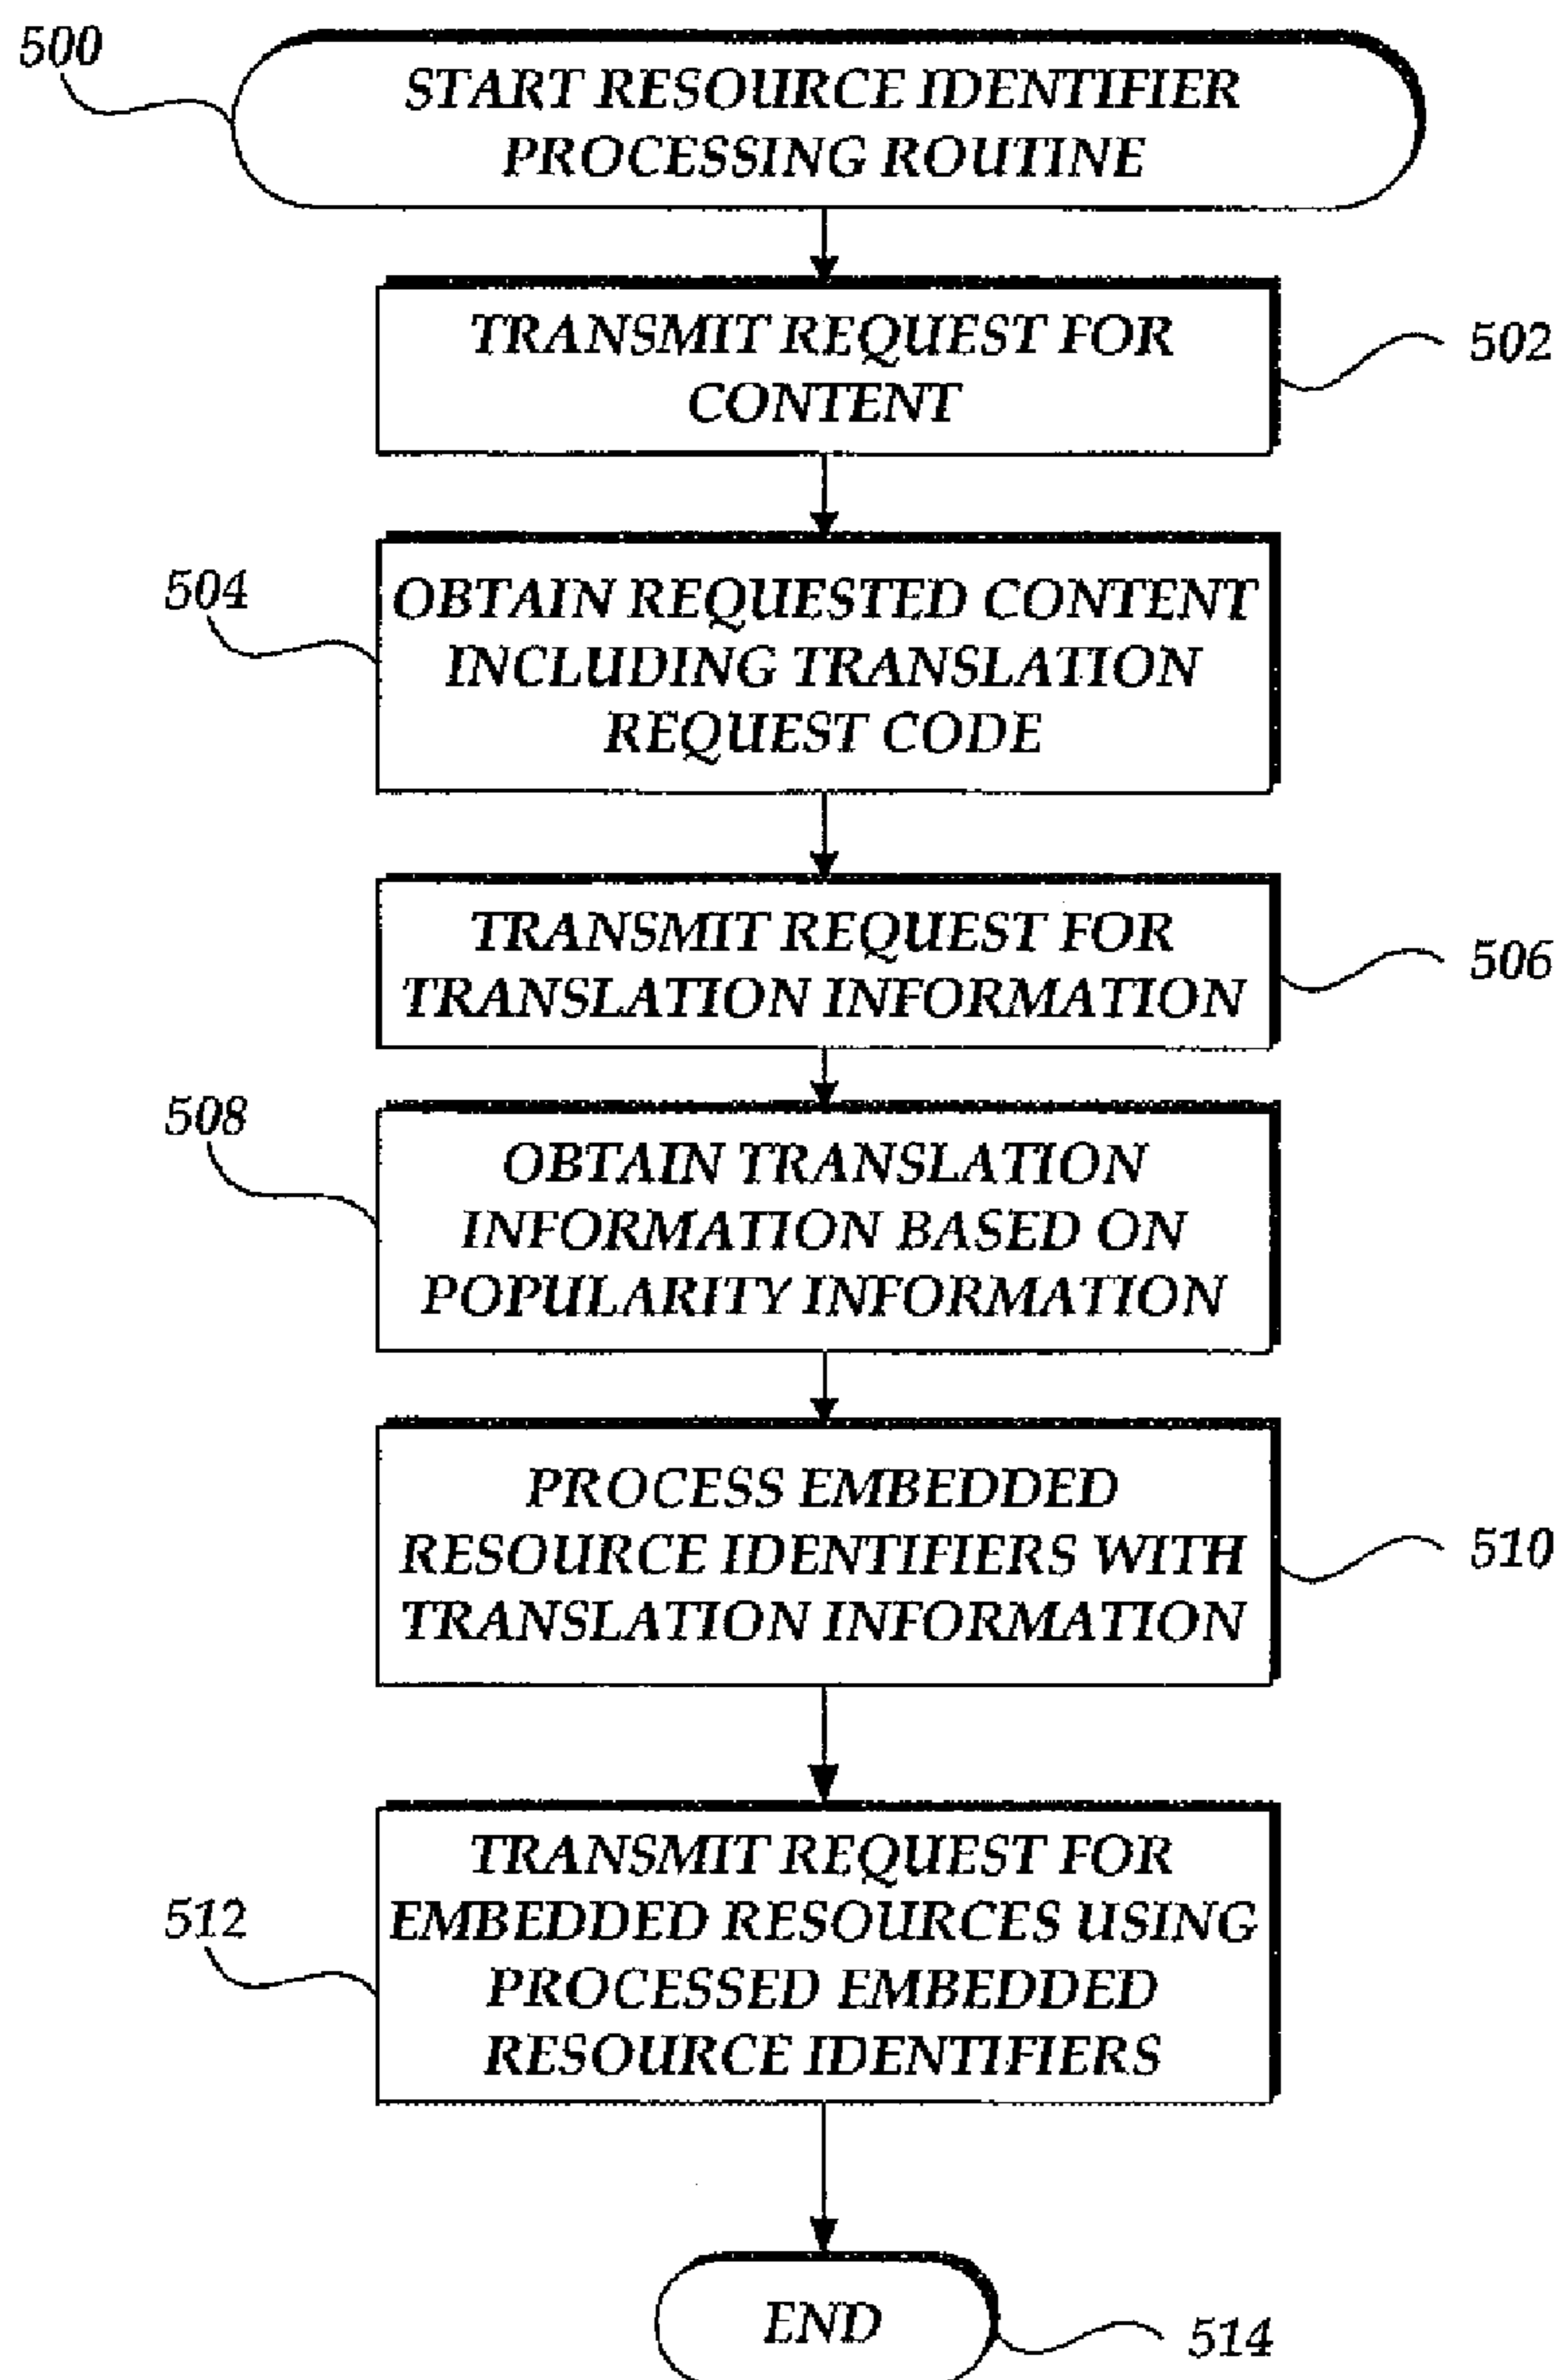 500
START RESOURCE IDENTIFIER
PROCESSING ROUTINE
TRANSMIT REQUEST FOR
CONTENT
502
504
OBTAIN REQUESTED CONTENT
INCLUDING TRANSLATION
REQUEST CODE
TRANSMIT REQUEST FOR
TRANSLATION INFORMATION
506
508
OBTAIN TRANSLATION
INFORMATION BASED ON
POPULARITY INFORMATION
PROCESS EMBEDDED
RESOURCE IDENTIFIERS WITH
TRANSLATION INFORMATION
510
512
TRANSMIT REQUEST FOR
EMBEDDED RESOURCES USING
PROCESSED EMBEDDED
RESOURCE IDENTIFIERS
END
514